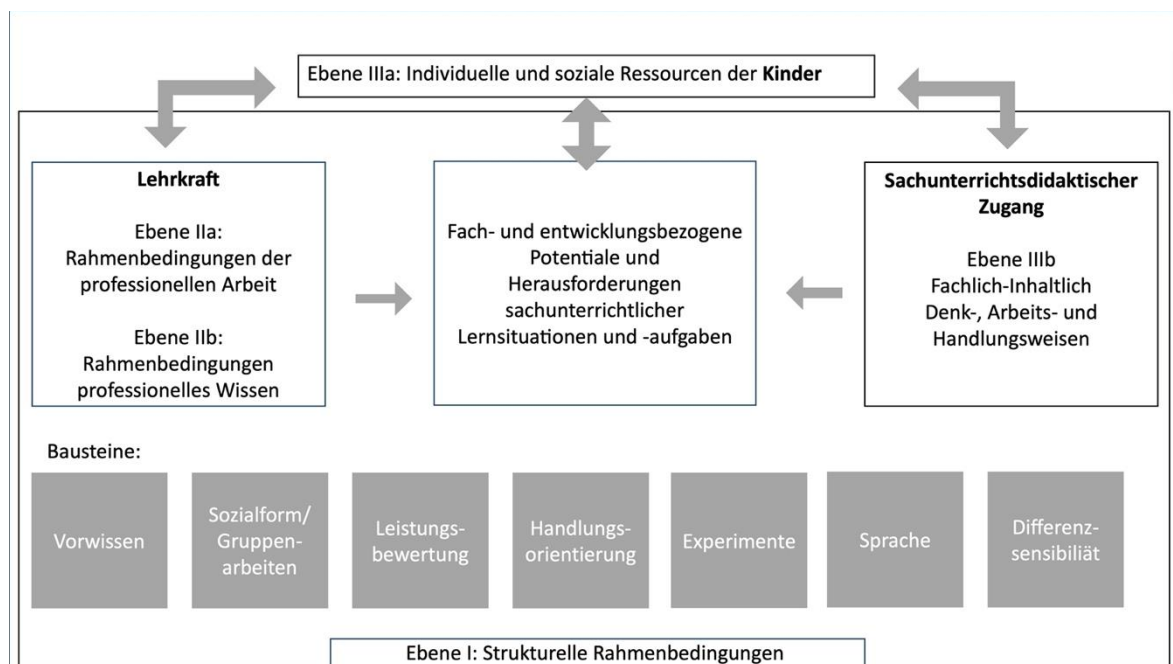 Ebene IIIa: Individuelle und soziale Ressourcen der Kinder
Lehrkraft
Ebene IIa:
Rahmenbedingungen der
professionellen Arbeit
Ebene IIb:
Rahmenbedingungen
professionelles Wissen
Fach- und entwicklungsbezogene
Potentiale und
Herausforderungen
sachunterrichtlicher
Lernsituationen und -aufgaben
Sachunterrichtsdidaktischer
Zugang
Ebene IIIb
Fachlich-Inhaltlich
Denk-, Arbeits- und
Handlungsweisen
Bausteine:
Vorwissen
Sozialform/
Gruppen-
arbeiten
Leistungs-
bewertung
Handlungs-
orientierung
Experimente
Sprache
Differenz-
sensibiliät
Ebene I: Strukturelle Rahmenbedingungen